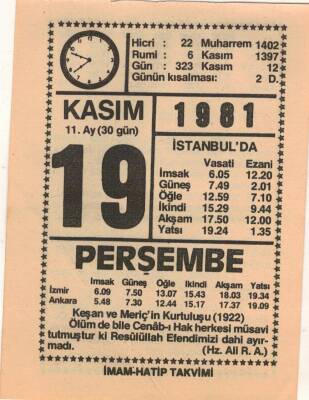 Hicri : 22 Muharrem 1402
Rumi : 6 Kasım 1397
Gün : 323 Kasım 12
Günün kısalması: 2 D.
KASIM
11. Ay (30 gün)
1981
19
İSTANBUL'DA
Vasati Ezani
İmsak 6.05 12.20
Güneş 7.49 2.01
Öğle 12.59 7.10
İkindi 15.29 9.44
Akşam 17.50 12.00
Yatsı 19.24 1.35
PERŞEMBE
İmsak Güneş Öğle İkindi Akşam Yatsı
İzmir 6.09 7.50 13.07 15.43 18.03 19.34
Ankara 5.48 7.30 12.44 15.17 17.37 19.09
Keşan ve Meriç'in Kurtuluşu (1922)
Ölüm de bile Cenâb-ı Hak herkesi müsavi
tutmuştur ki Resûlüllah Efendimizi dahi ayır-
madı. (Hz. Ali R. A.)
İMAM-HATİP TAKVİMİ